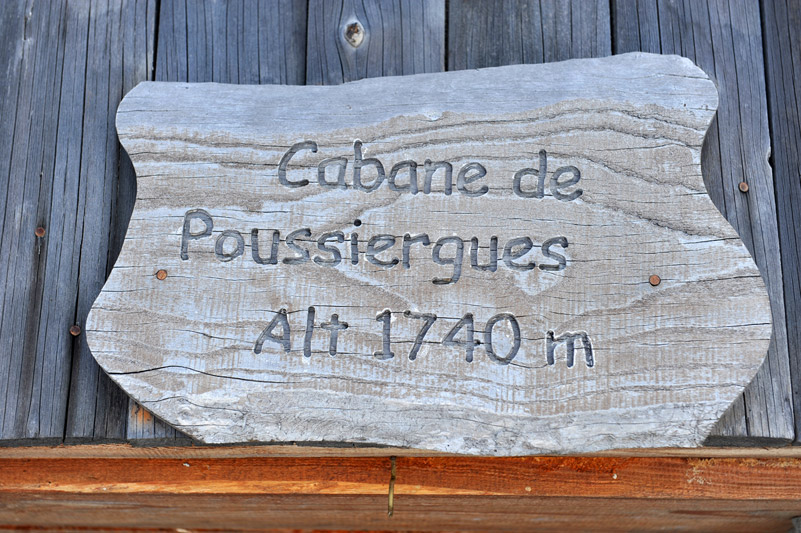 Cabane de
Poussiergues
Alt 1740 m